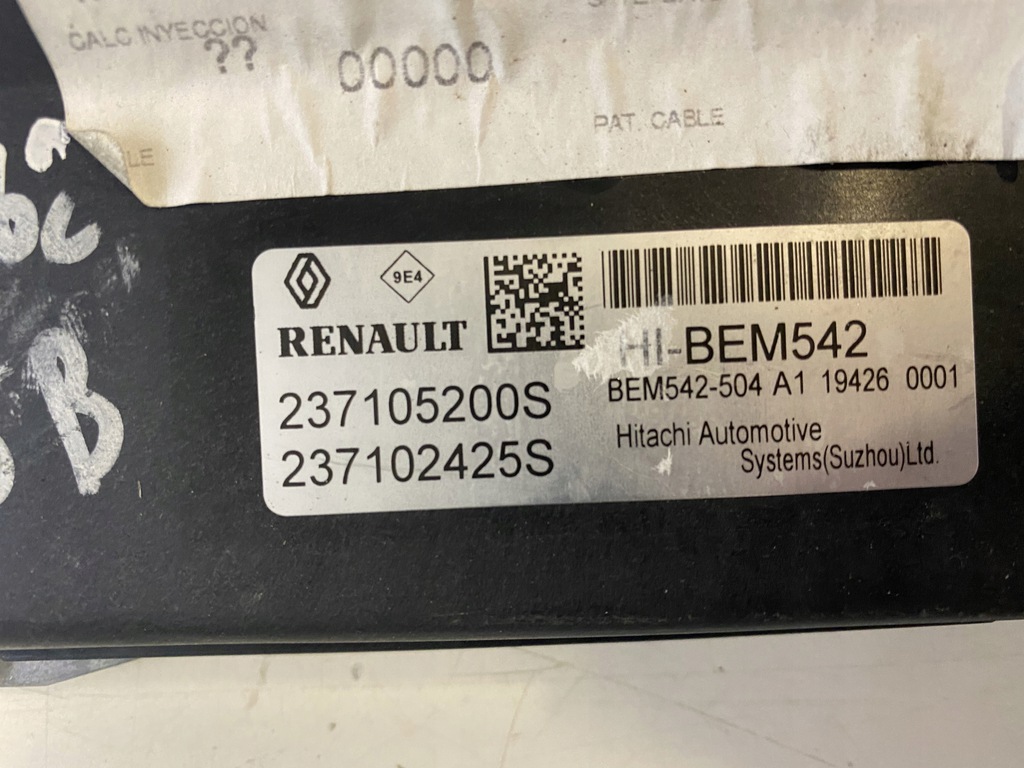 CALC INYECCION
??
00000
PAT. CABLE
LE
B
9E4
RENAULT
237105200S
237102425S
HI-BEM542
BEM542-504 A1 19426 0001
Hitachi Automotive
Systems(Suzhou)Ltd.